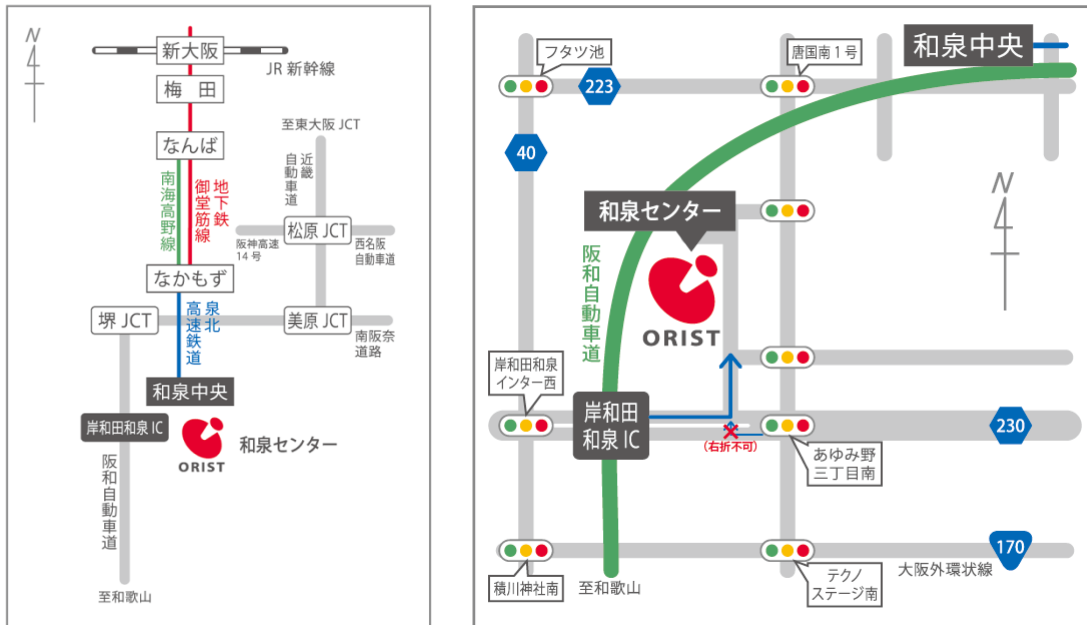 N
新大阪
JR 新幹線
梅 田
なんば
至東大阪 JCT
近畿
自動車道
南海高野線
地下鉄
御堂筋線
松原 JCT
阪神高速
14 号
西名阪
自動車道
なかもず
泉北
高速鉄道
堺 JCT
美原 JCT
南阪奈
道路
和泉中央
岸和田和泉 IC
ORIST
和泉センター
阪和自動車道
至和歌山
フタツ池
唐国南 1 号
和泉中央
223
40
N
和泉センター
阪和自動車道
ORIST
岸和田和泉
インター西
岸和田
和泉 IC
(右折不可)
230
あゆみ野
三丁目南
170
大阪外環状線
積川神社南
至和歌山
テクノ
ステージ南